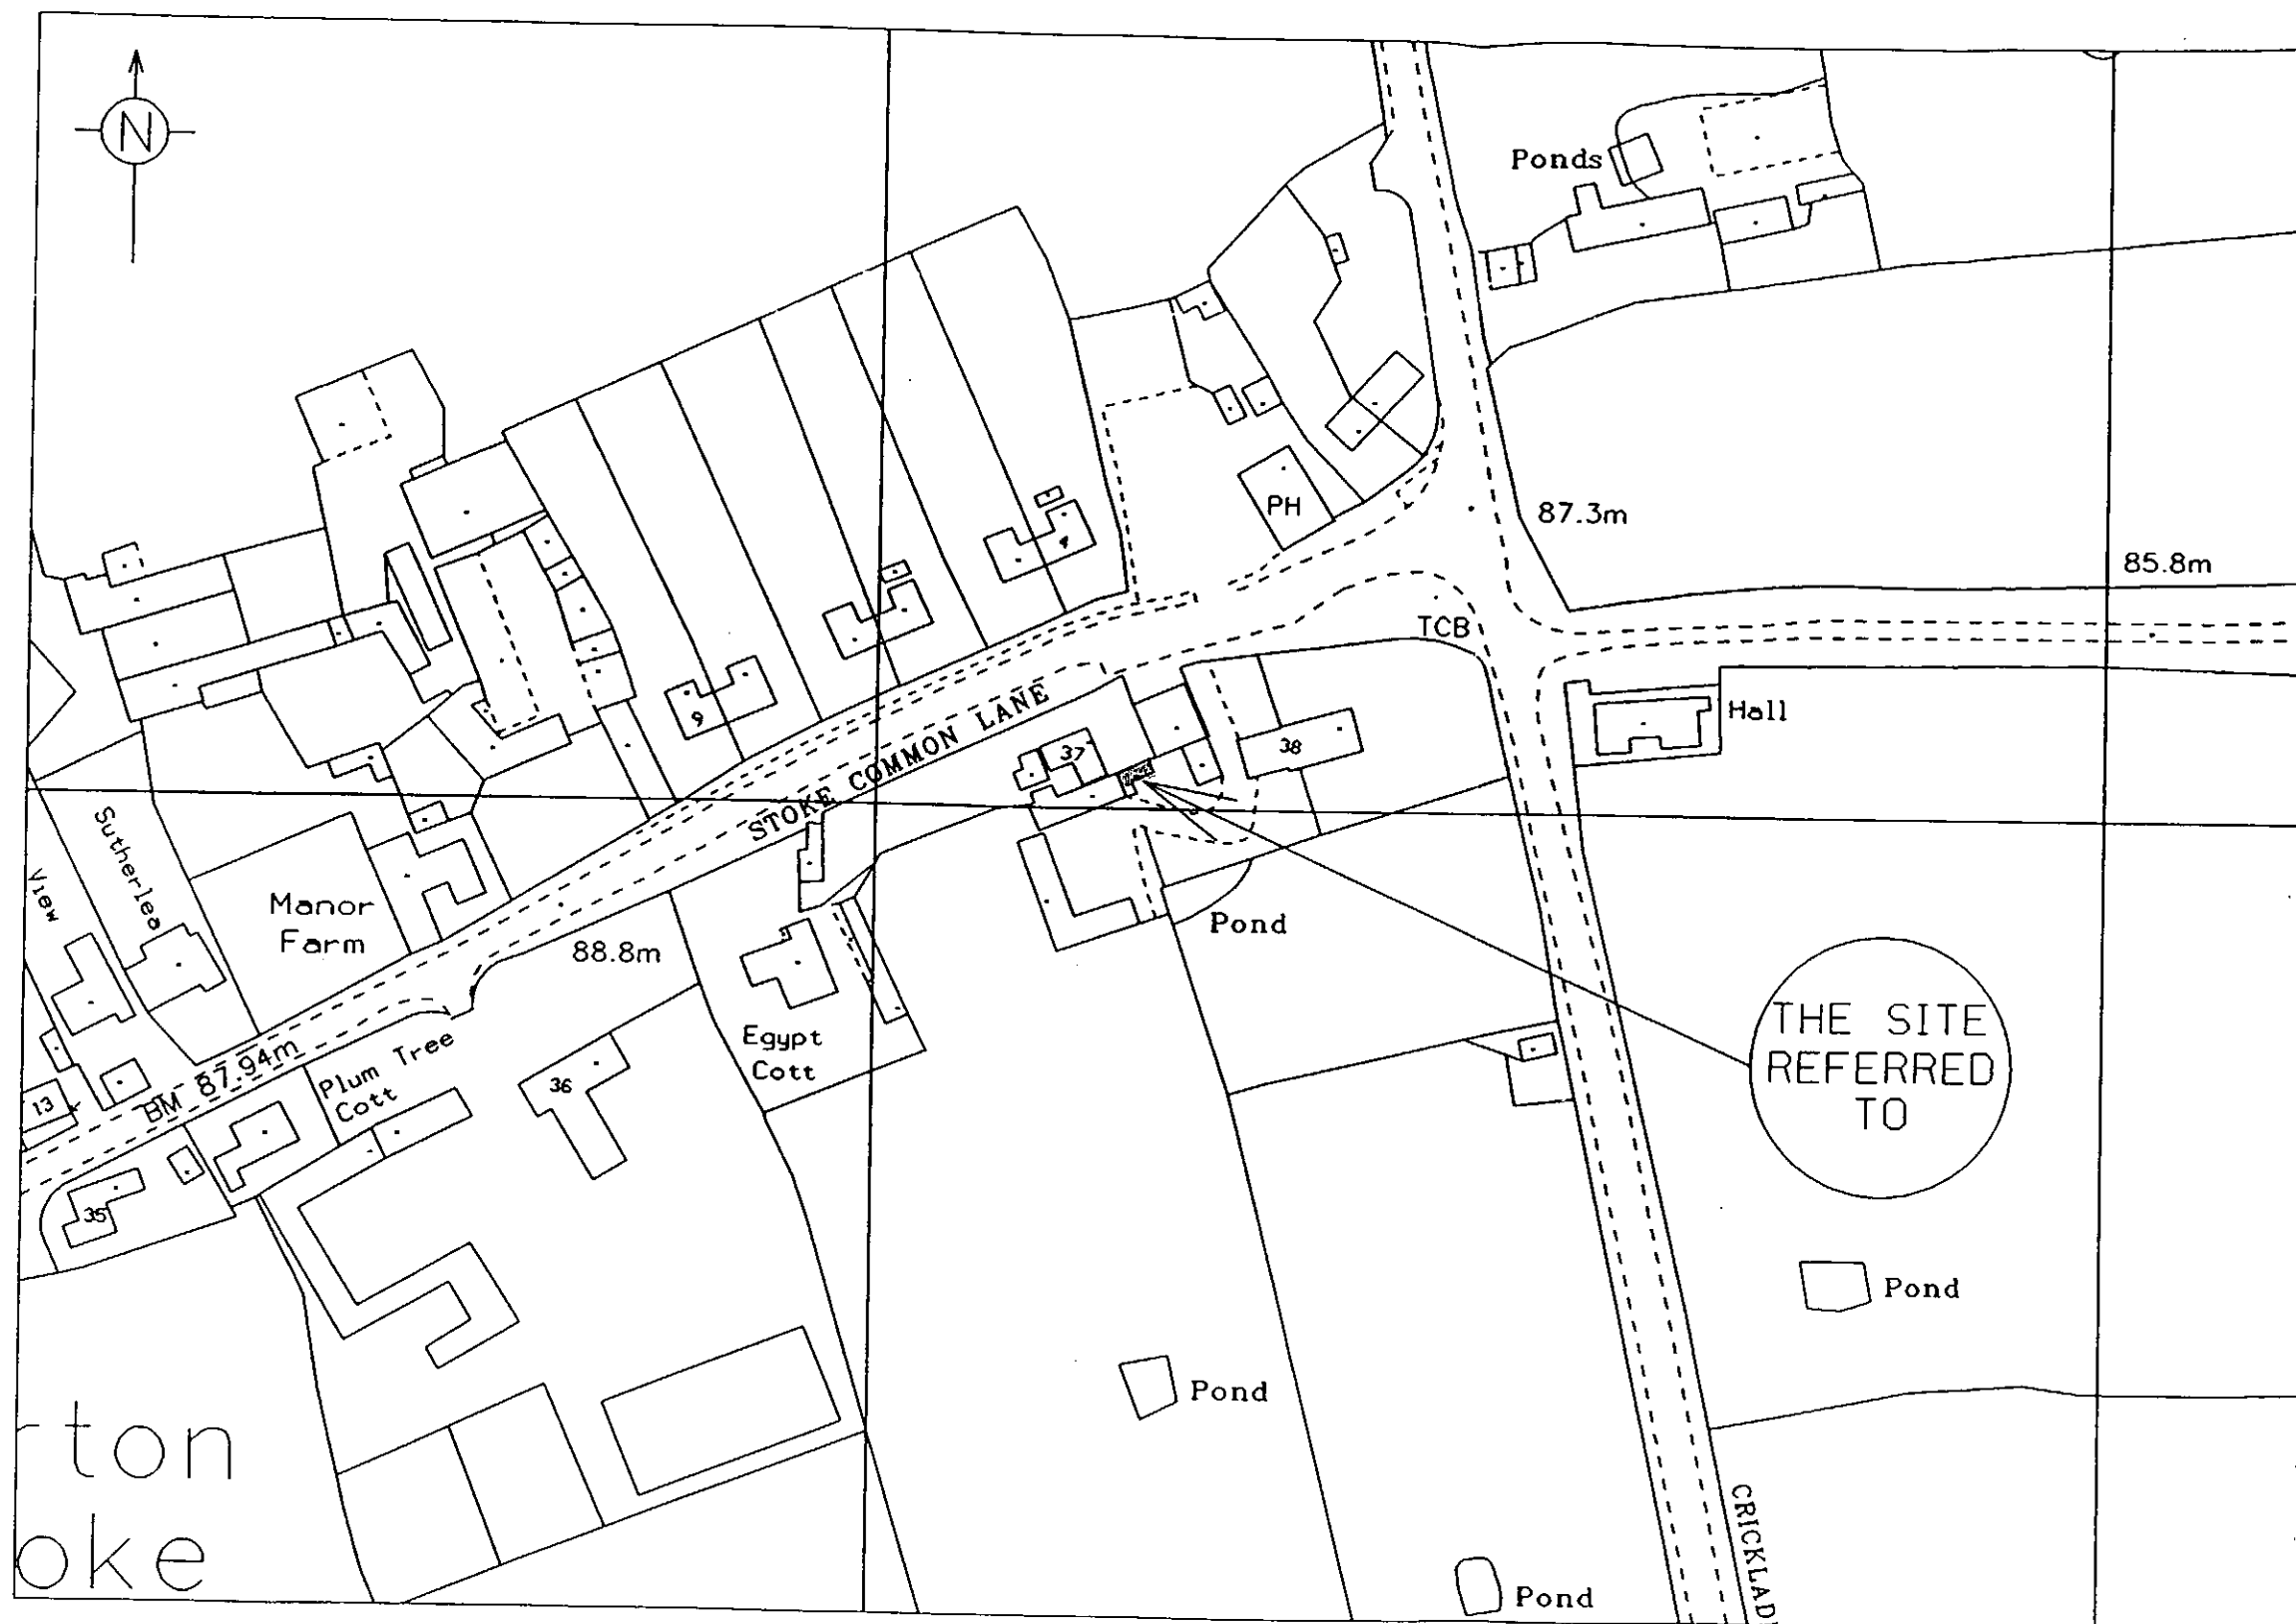 N
Ponds
PH
87.3m
85.8m
TCB
4
9
STOKE COMMON LANE
Hall
37
38
Sutherlea
View
Manor
Farm
88.8m
Pond
THE SITE
REFERRED
TO
Egypt
Cott
BM 87.94m
Plum Tree
Cott
36
13
35
Pond
Pond
rton
oke
CRICKLAD
Pond